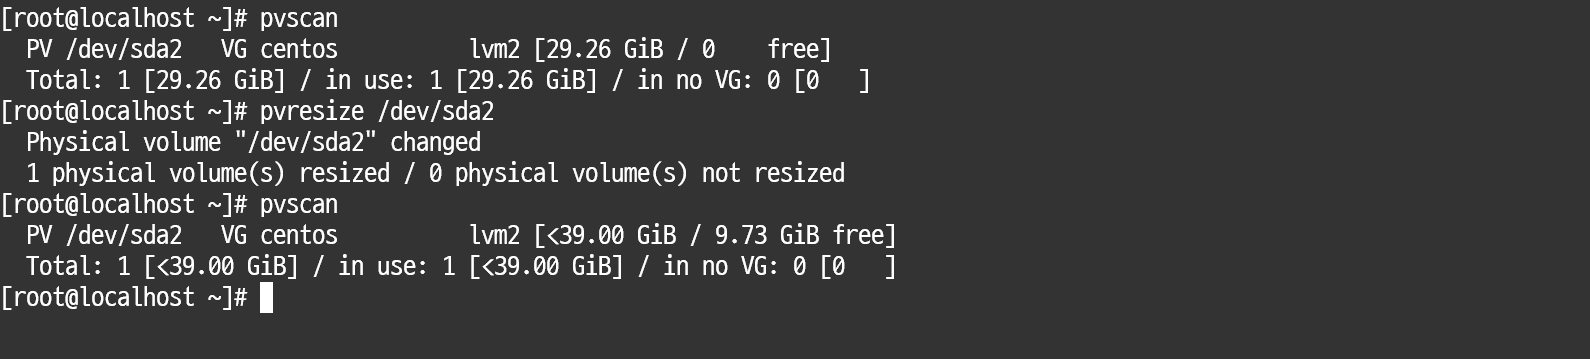 [root@localhost ~]# pvscan
  PV /dev/sda2   VG centos          lvm2 [29.26 GiB / 0    free]
  Total: 1 [29.26 GiB] / in use: 1 [29.26 GiB] / in no VG: 0 [0   ]
[root@localhost ~]# pvresize /dev/sda2
  Physical volume "/dev/sda2" changed
  1 physical volume(s) resized / 0 physical volume(s) not resized
[root@localhost ~]# pvscan
  PV /dev/sda2   VG centos          lvm2 [<39.00 GiB / 9.73 GiB free]
  Total: 1 [<39.00 GiB] / in use: 1 [<39.00 GiB] / in no VG: 0 [0   ]
[root@localhost ~]#